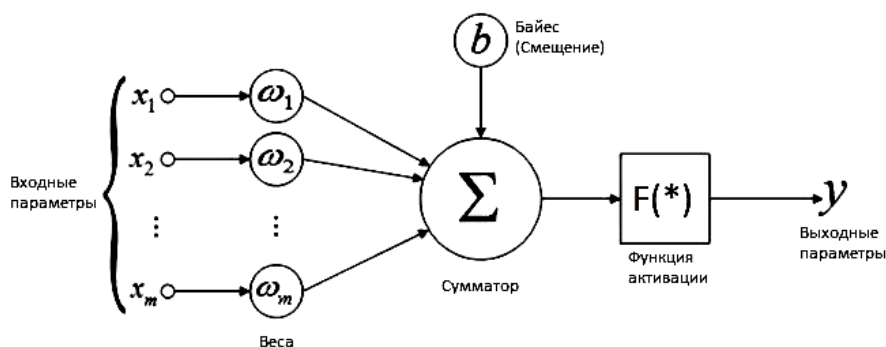 b
Байес
(Смещение)
x₁
ω₁
x₂
ω₂
Входные
параметры
⋮
⋮
Σ
F(*)
y
Выходные
параметры
Функция
активации
xₘ
ωₘ
Сумматор
Веса